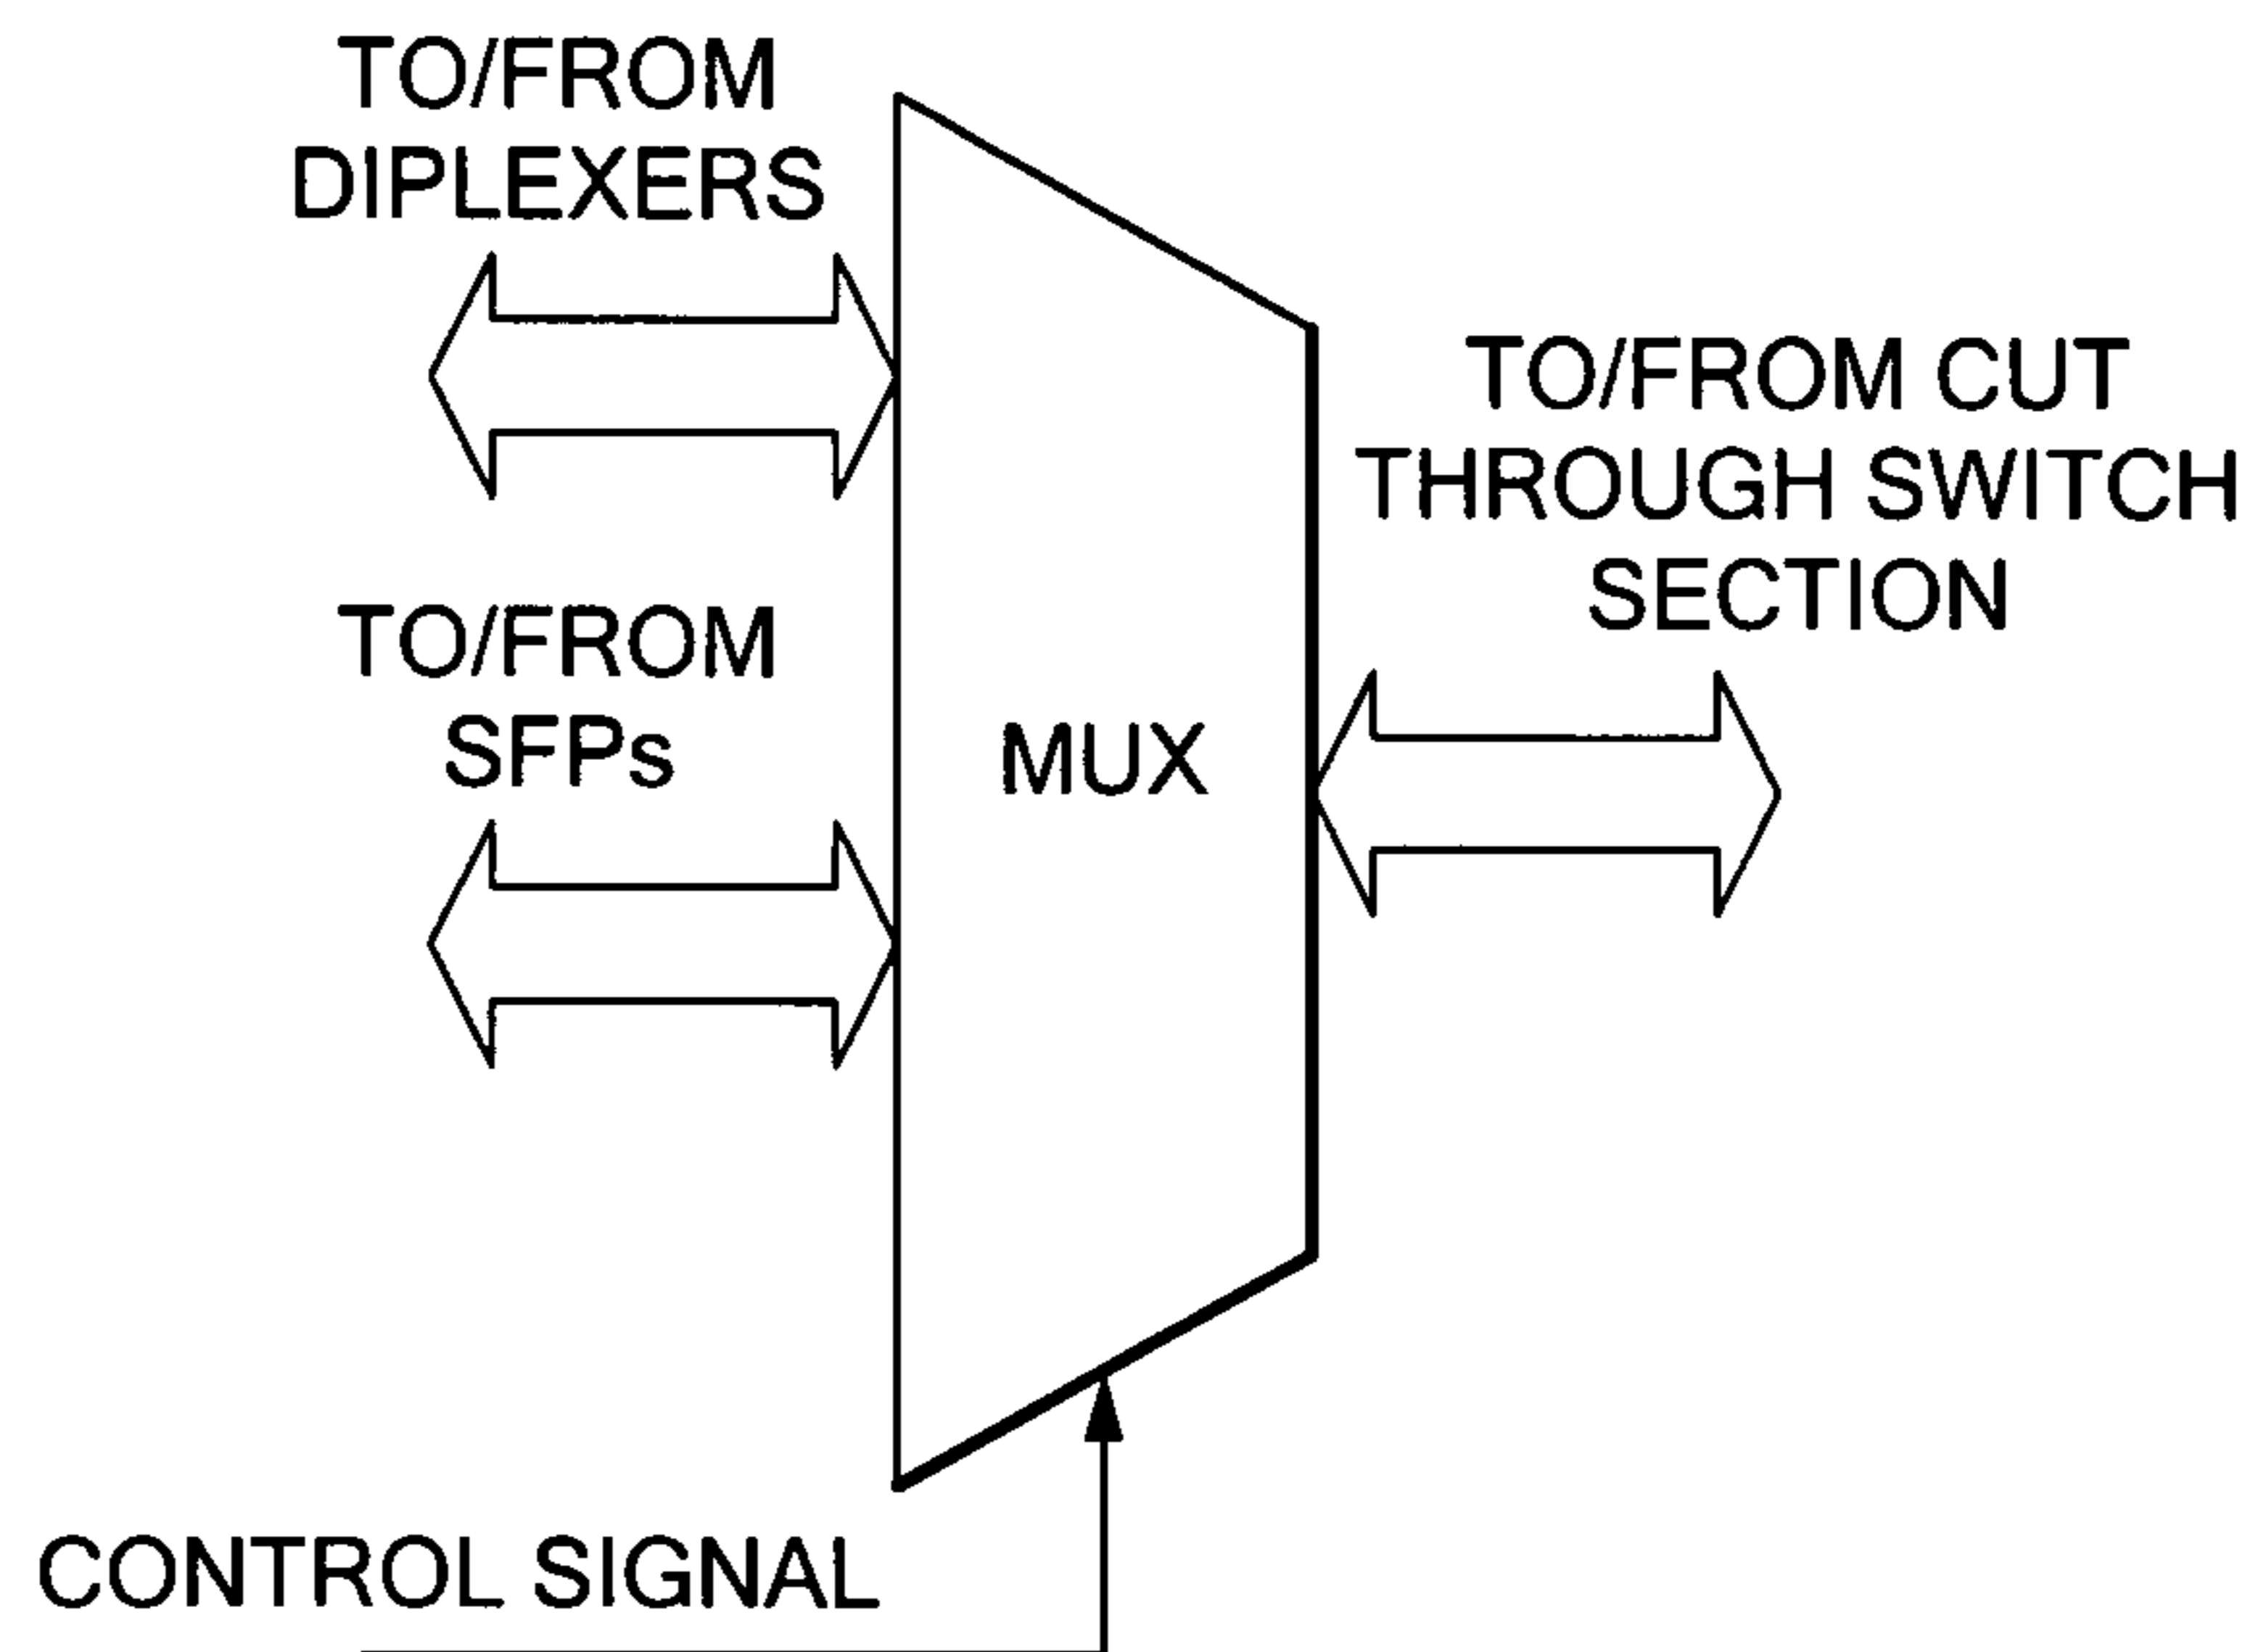 TO/FROM
DIPLEXERS
TO/FROM CUT
THROUGH SWITCH
SECTION
TO/FROM
SFPs
MUX
CONTROL SIGNAL